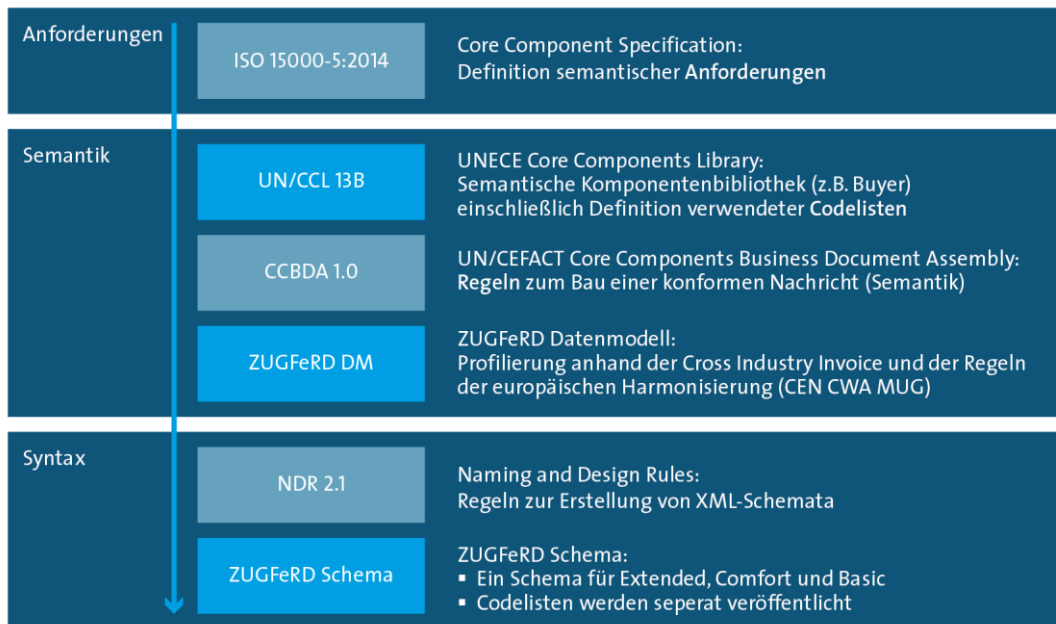 Anforderungen
ISO 15000-5:2014
Core Component Specification:
Definition semantischer Anforderungen
Semantik
UN/CCL 13B
UNECE Core Components Library:
Semantische Komponentenbibliothek (z.B. Buyer)
einschließlich Definition verwendeter Codelisten
CCBDA 1.0
UN/CEFACT Core Components Business Document Assembly:
Regeln zum Bau einer konformen Nachricht (Semantik)
ZUGFeRD DM
ZUGFeRD Datenmodell:
Profilierung anhand der Cross Industry Invoice und der Regeln
der europäischen Harmonisierung (CEN CWA MUG)
Syntax
NDR 2.1
Naming and Design Rules:
Regeln zur Erstellung von XML-Schemata
ZUGFeRD Schema
ZUGFeRD Schema:
▪ Ein Schema für Extended, Comfort und Basic
▪ Codelisten werden seperat veröffentlicht